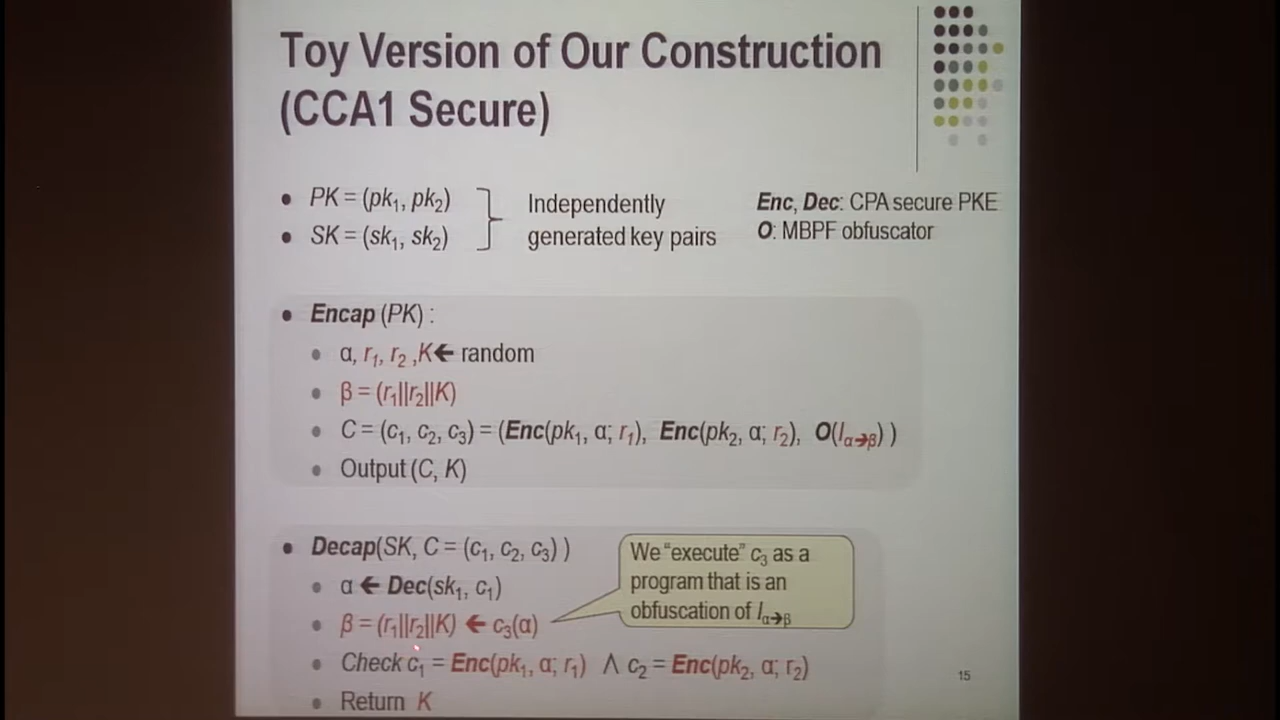 Toy Version of Our Construction
(CCA1 Secure)
• PK = (pk₁, pk₂)
• SK = (sk₁, sk₂)
Independently
generated key pairs
Enc, Dec: CPA secure PKE
O: MBPF obfuscator
• Encap (PK) :
• α, r₁, r₂ ,K← random
• β = (r₁||r₂||K)
• C = (c₁, c₂, c₃) = (Enc(pk₁, α; r₁), Enc(pk₂, α; r₂), O(I_α→β) )
• Output (C, K)
• Decap(SK, C = (c₁, c₂, c₃) )
• α ← Dec(sk₁, c₁)
• β = (r₁||r₂||K) ← c₃(α)
• Check c₁ = Enc(pk₁, α; r₁) ∧ c₂ = Enc(pk₂, α; r₂)
• Return K
We “execute” c₃ as a
program that is an
obfuscation of I_α→β
15